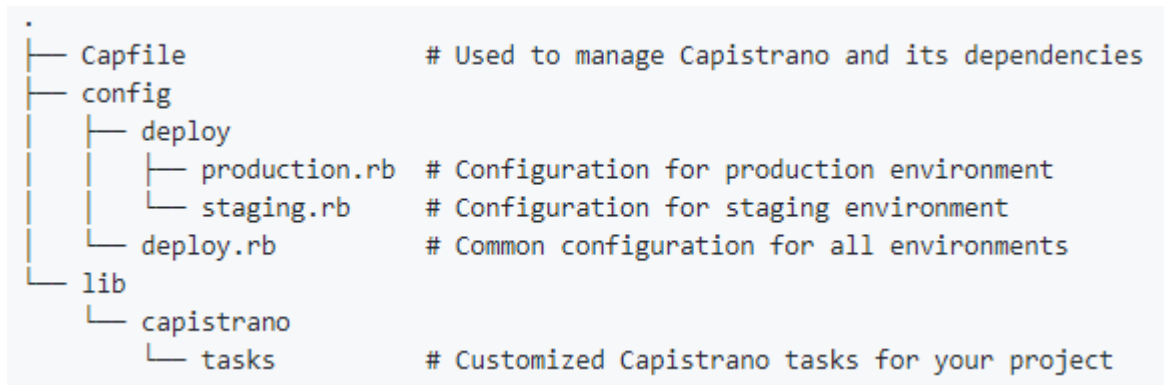 .
├── Capfile                # Used to manage Capistrano and its dependencies
├── config
│   ├── deploy
│   │   ├── production.rb  # Configuration for production environment
│   │   └── staging.rb     # Configuration for staging environment
│   └── deploy.rb          # Common configuration for all environments
└── lib
    └── capistrano
        └── tasks          # Customized Capistrano tasks for your project